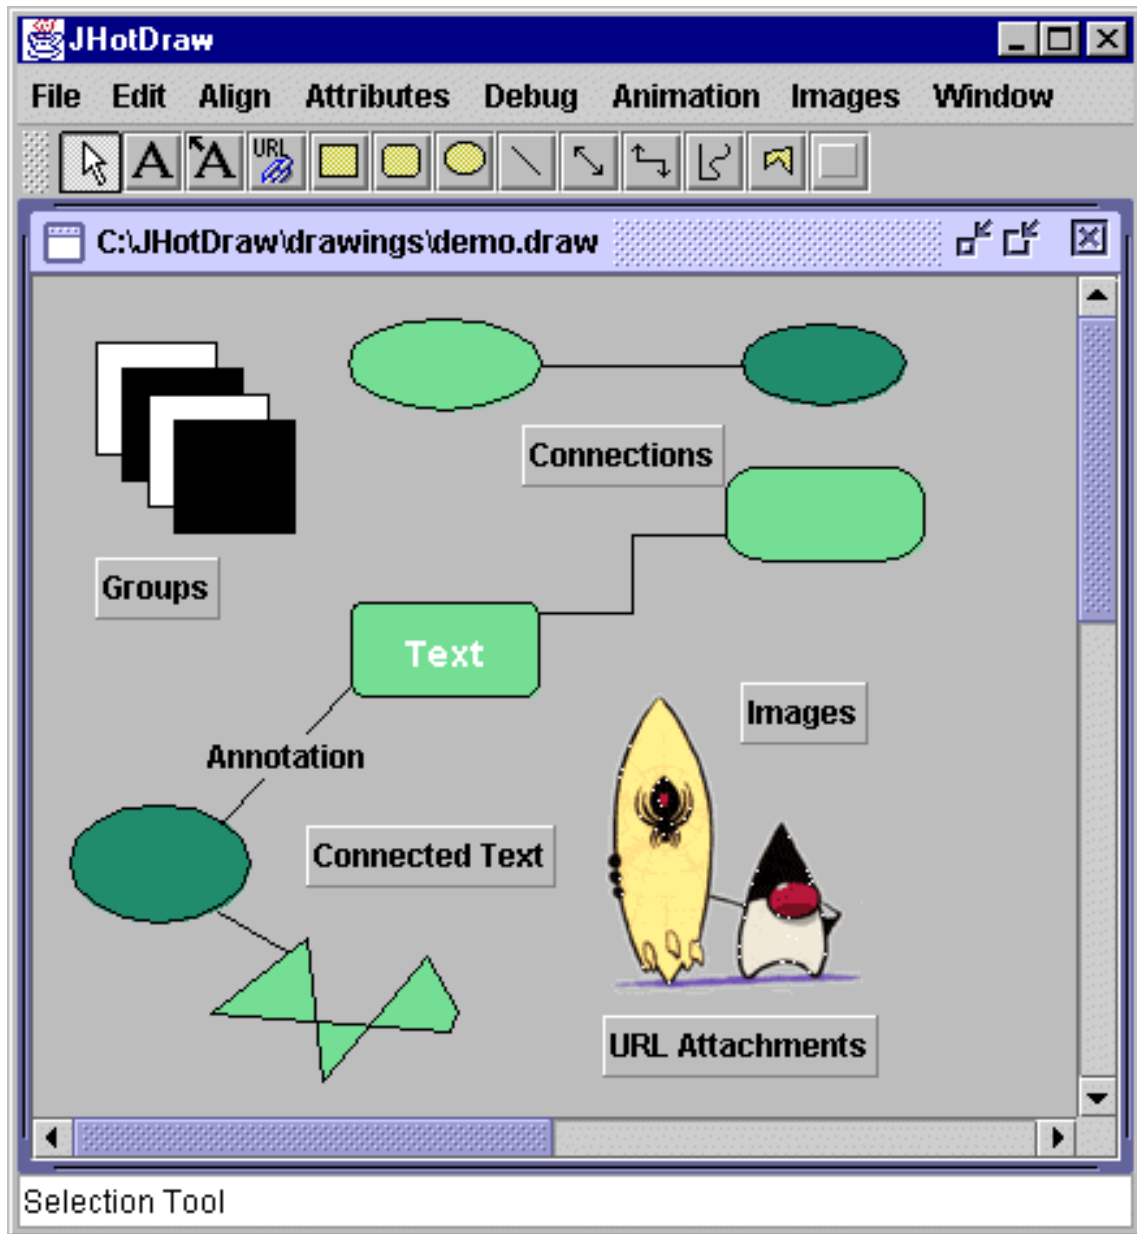 JHotDraw
File Edit Align Attributes Debug Animation Images Window
A A URL
C:\JHotDraw\drawings\demo.draw
Connections
Groups
Text
Images
Annotation
Connected Text
URL Attachments
Selection Tool